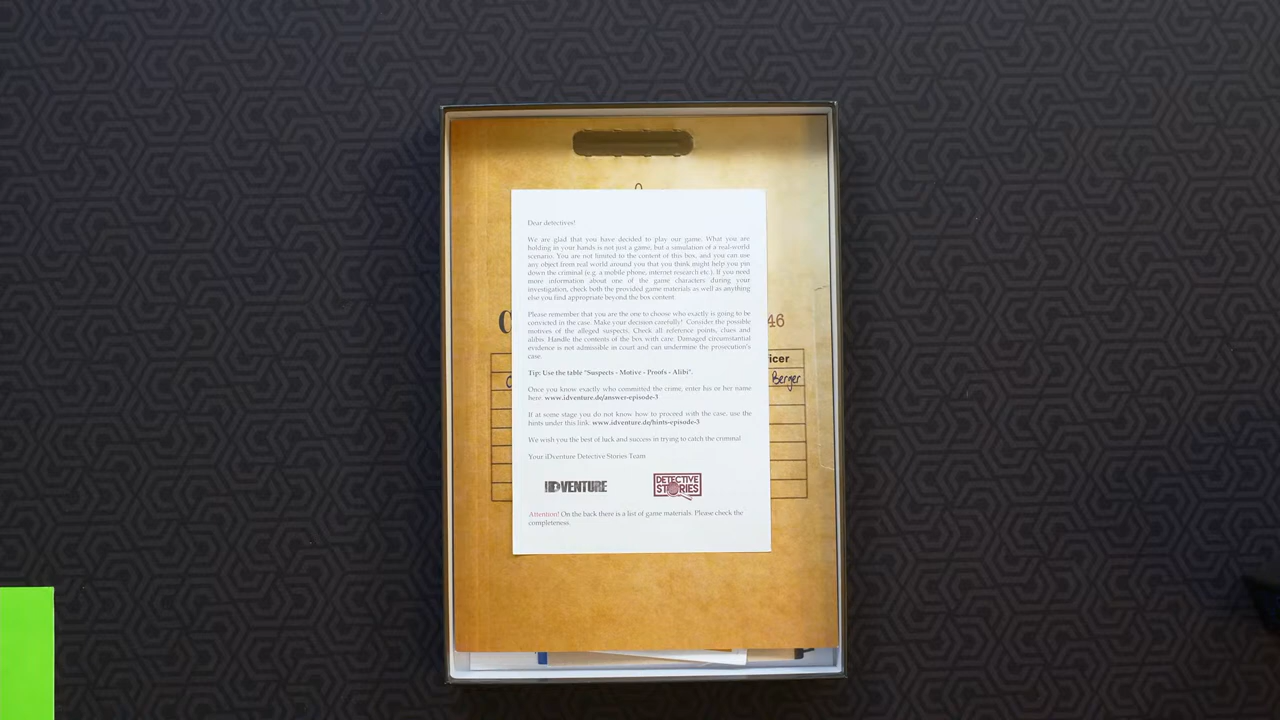 Dear detectives!
We are glad that you have decided to play our game. What you are
holding in your hands is not just a game, but a simulation of a real-world
scenario. You are not limited to the content of this box, and you can use
any object from real world around you that you think might help you pin
down the criminal (e.g. a mobile phone, internet research etc.). If you need
more information about one of the game characters during your
investigation, check both the provided game materials as well as anything
else you find appropriate beyond the box content.
Please remember that you are the one to choose who exactly is going to be
convicted in the case. Make your decision carefully! Consider the possible
motives of the alleged suspects. Check all reference points, clues and
alibis. Handle the contents of the box with care. Damaged circumstantial
evidence is not admissible in court and can undermine the prosecution's
case.
Tip: Use the table "Suspects - Motive - Proofs - Alibi".
Once you know exactly who committed the crime, enter his or her name
here: www.idventure.de/answer-episode-3
If at some stage you do not know how to proceed with the case, use the
hints under this link: www.idventure.de/hints-episode-3
We wish you the best of luck and success in trying to catch the criminal
Your iDventure Detective Stories Team
iDVENTURE
DETECTIVE
STORIES
Attention! On the back there is a list of game materials. Please check the
completeness.
C
46
icer
Berger